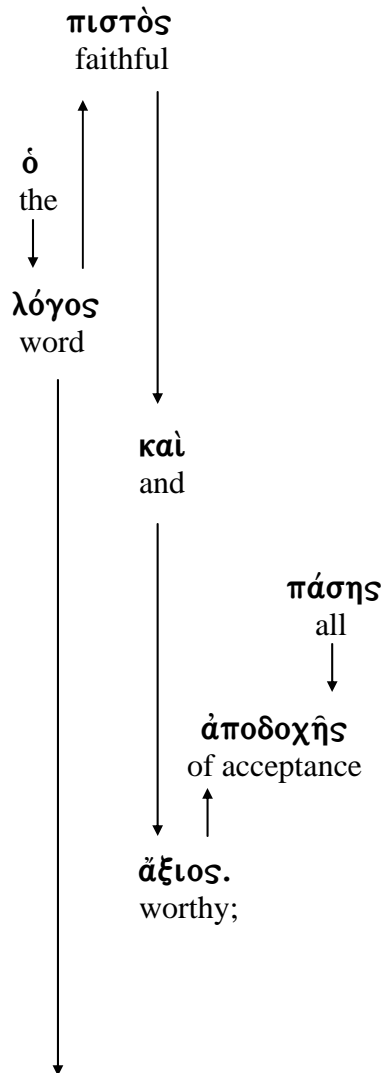 πιστὸς
faithful
ὁ
the
λόγος
word
καὶ
and
πάσης
all
ἀποδοχῆς
of acceptance
ἄξιος.
worthy;